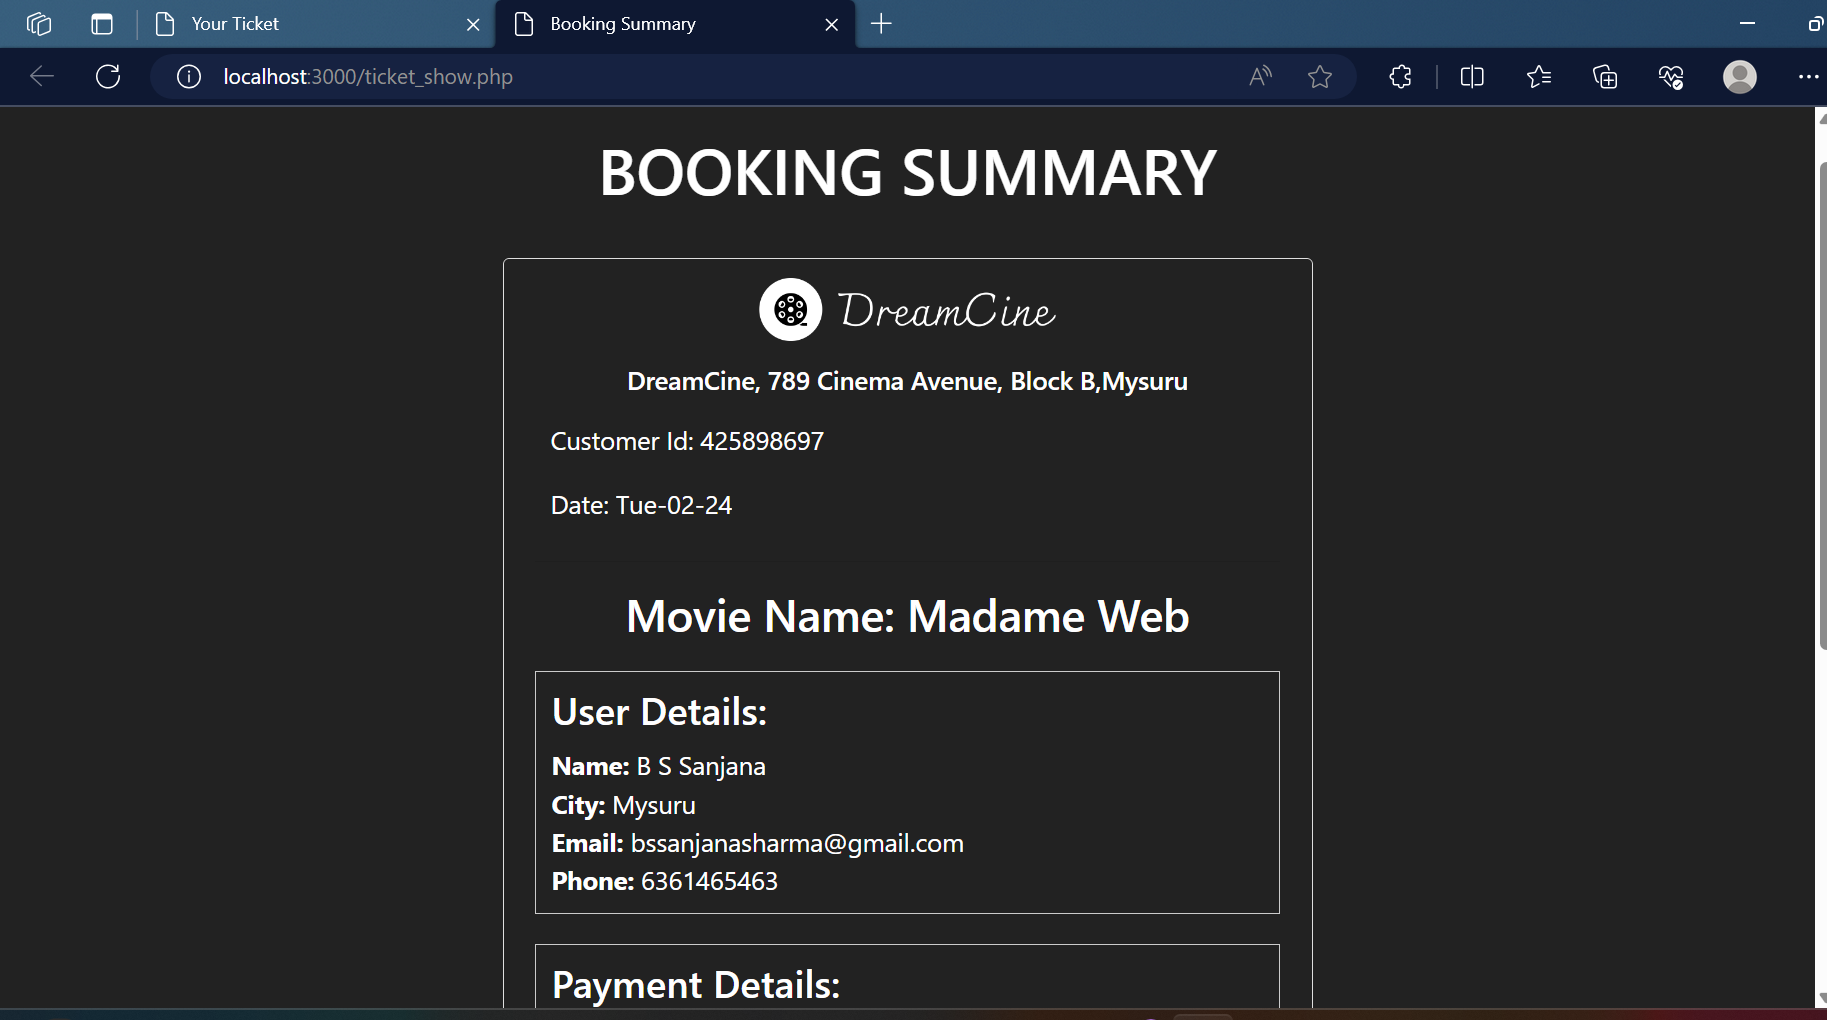 Your Ticket
Booking Summary
localhost:3000/ticket_show.php
BOOKING SUMMARY
DreamCine
DreamCine, 789 Cinema Avenue, Block B,Mysuru
Customer Id: 425898697
Date: Tue-02-24
Movie Name: Madame Web
User Details:
Name: B S Sanjana
City: Mysuru
Email: bssanjanasharma@gmail.com
Phone: 6361465463
Payment Details: